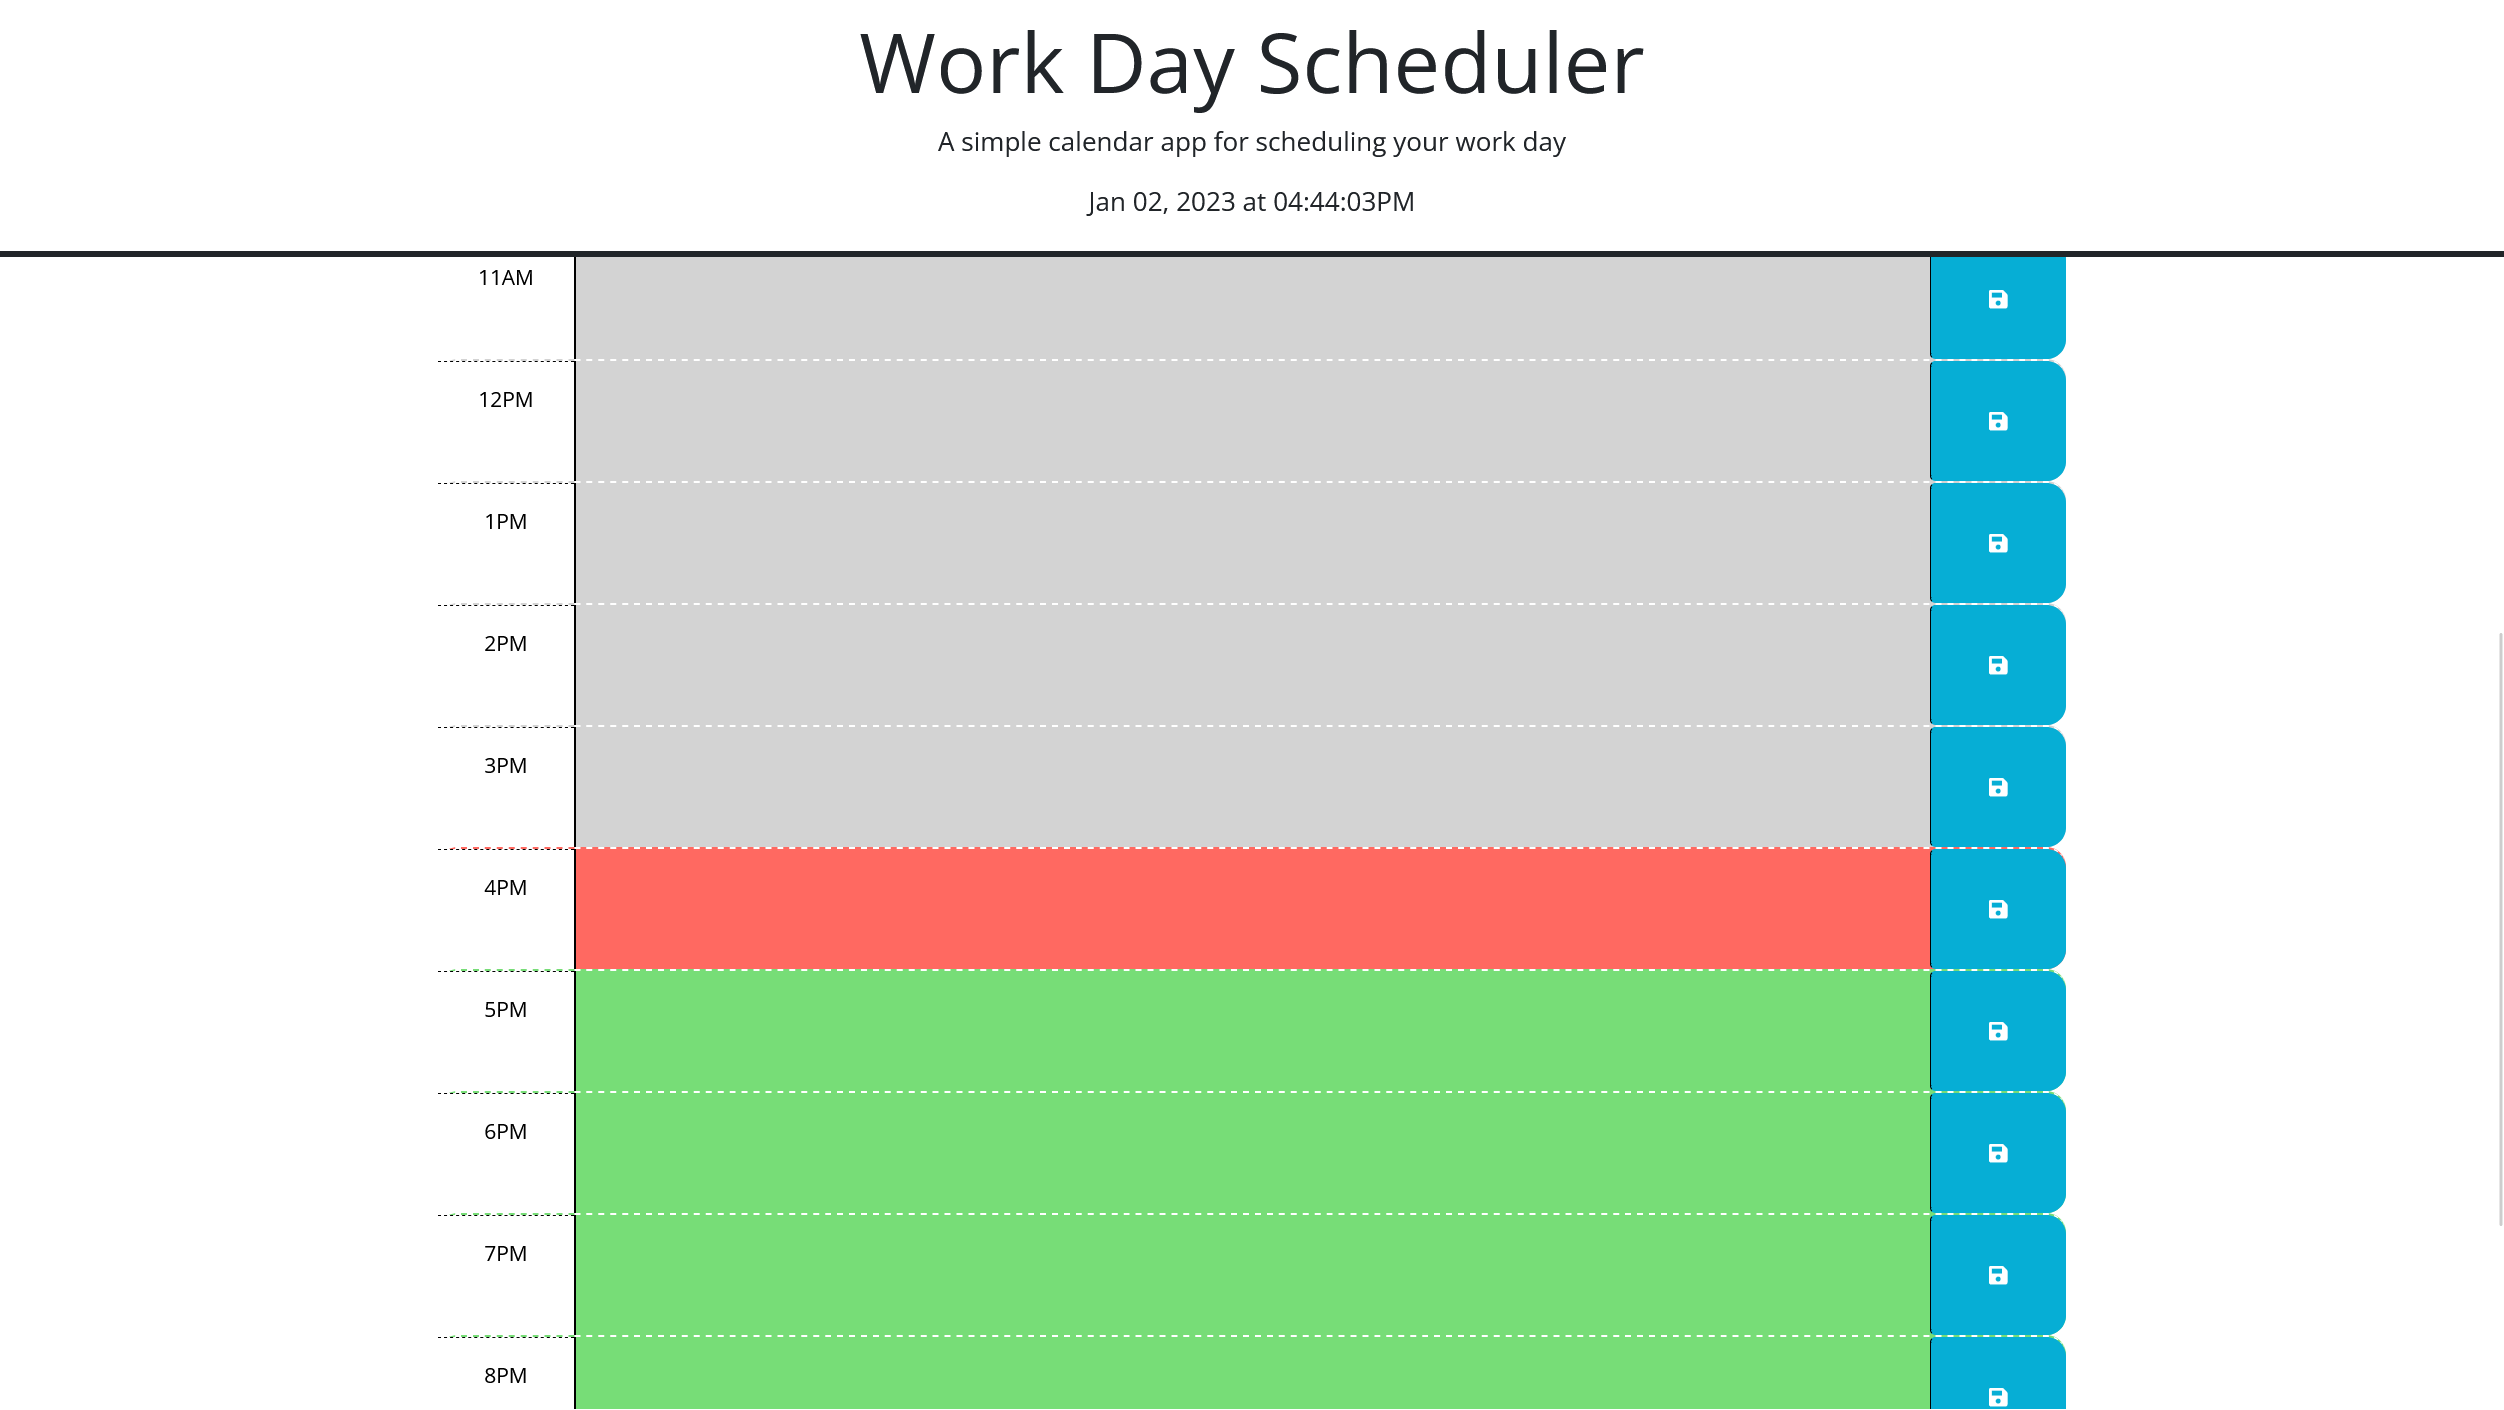 Work Day Scheduler
A simple calendar app for scheduling your work day
Jan 02, 2023 at 04:44:03PM
11AM
12PM
1PM
2PM
3PM
4PM
5PM
6PM
7PM
8PM